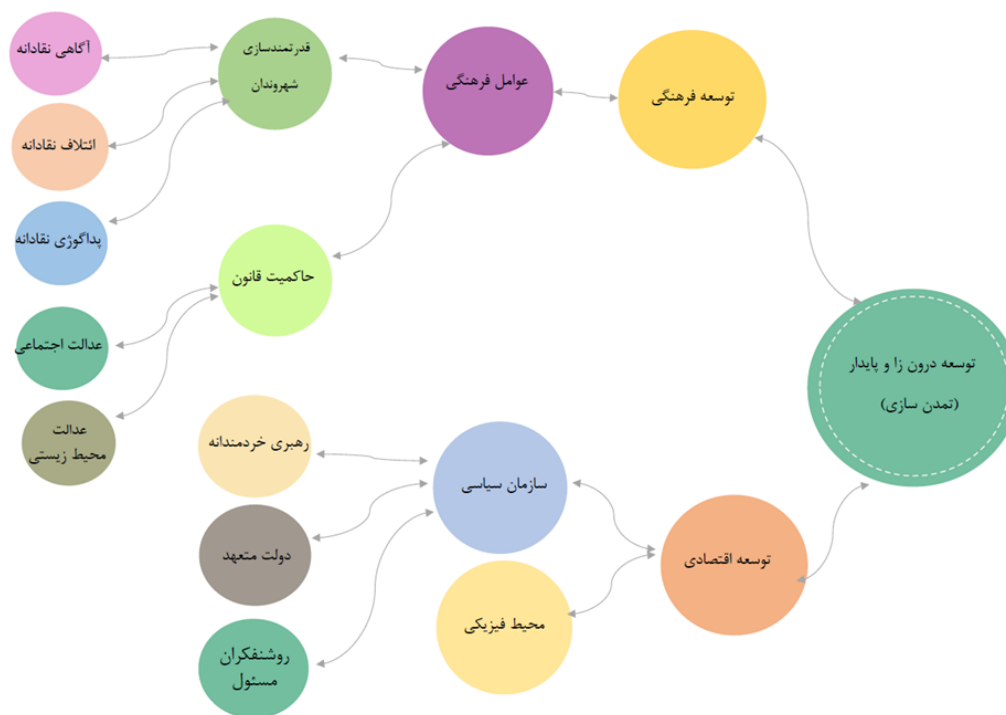 توسعه درون زا و پایدار
(تمدن سازی)
توسعه فرهنگی
عوامل فرهنگی
قدرتمندسازی
شهروندان
آگاهی نقادانه
ائتلاف نقادانه
پداگوژی نقادانه
حاکمیت قانون
عدالت اجتماعی
عدالت
محیط زیستی
توسعه اقتصادی
سازمان سیاسی
رهبری خردمندانه
دولت متعهد
روشنفکران
مسئول
محیط فیزیکی